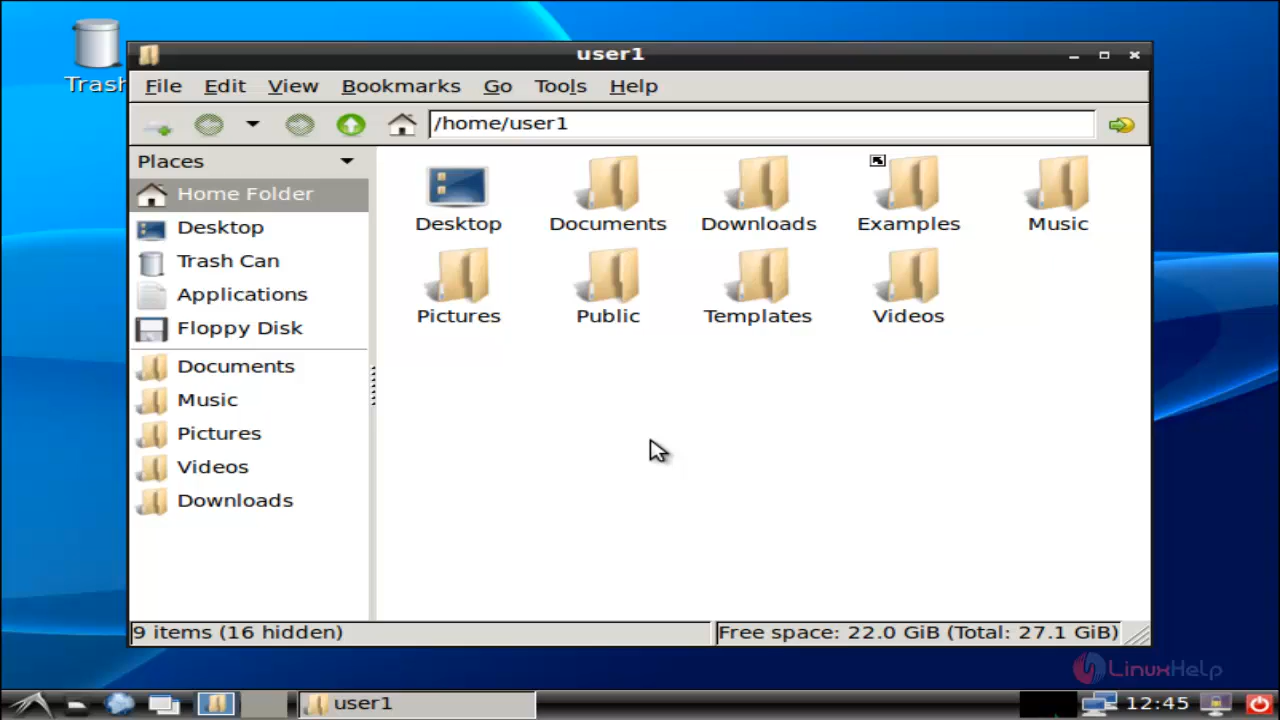 Trash
user1
File Edit View Bookmarks Go Tools Help
/home/user1
Places
Home Folder
Desktop
Trash Can
Applications
Floppy Disk
Documents
Music
Pictures
Videos
Downloads
Desktop Documents Downloads Examples Music
Pictures Public Templates Videos
9 items (16 hidden)
Free space: 22.0 GiB (Total: 27.1 GiB)
LinuxHelp
user1
12:45